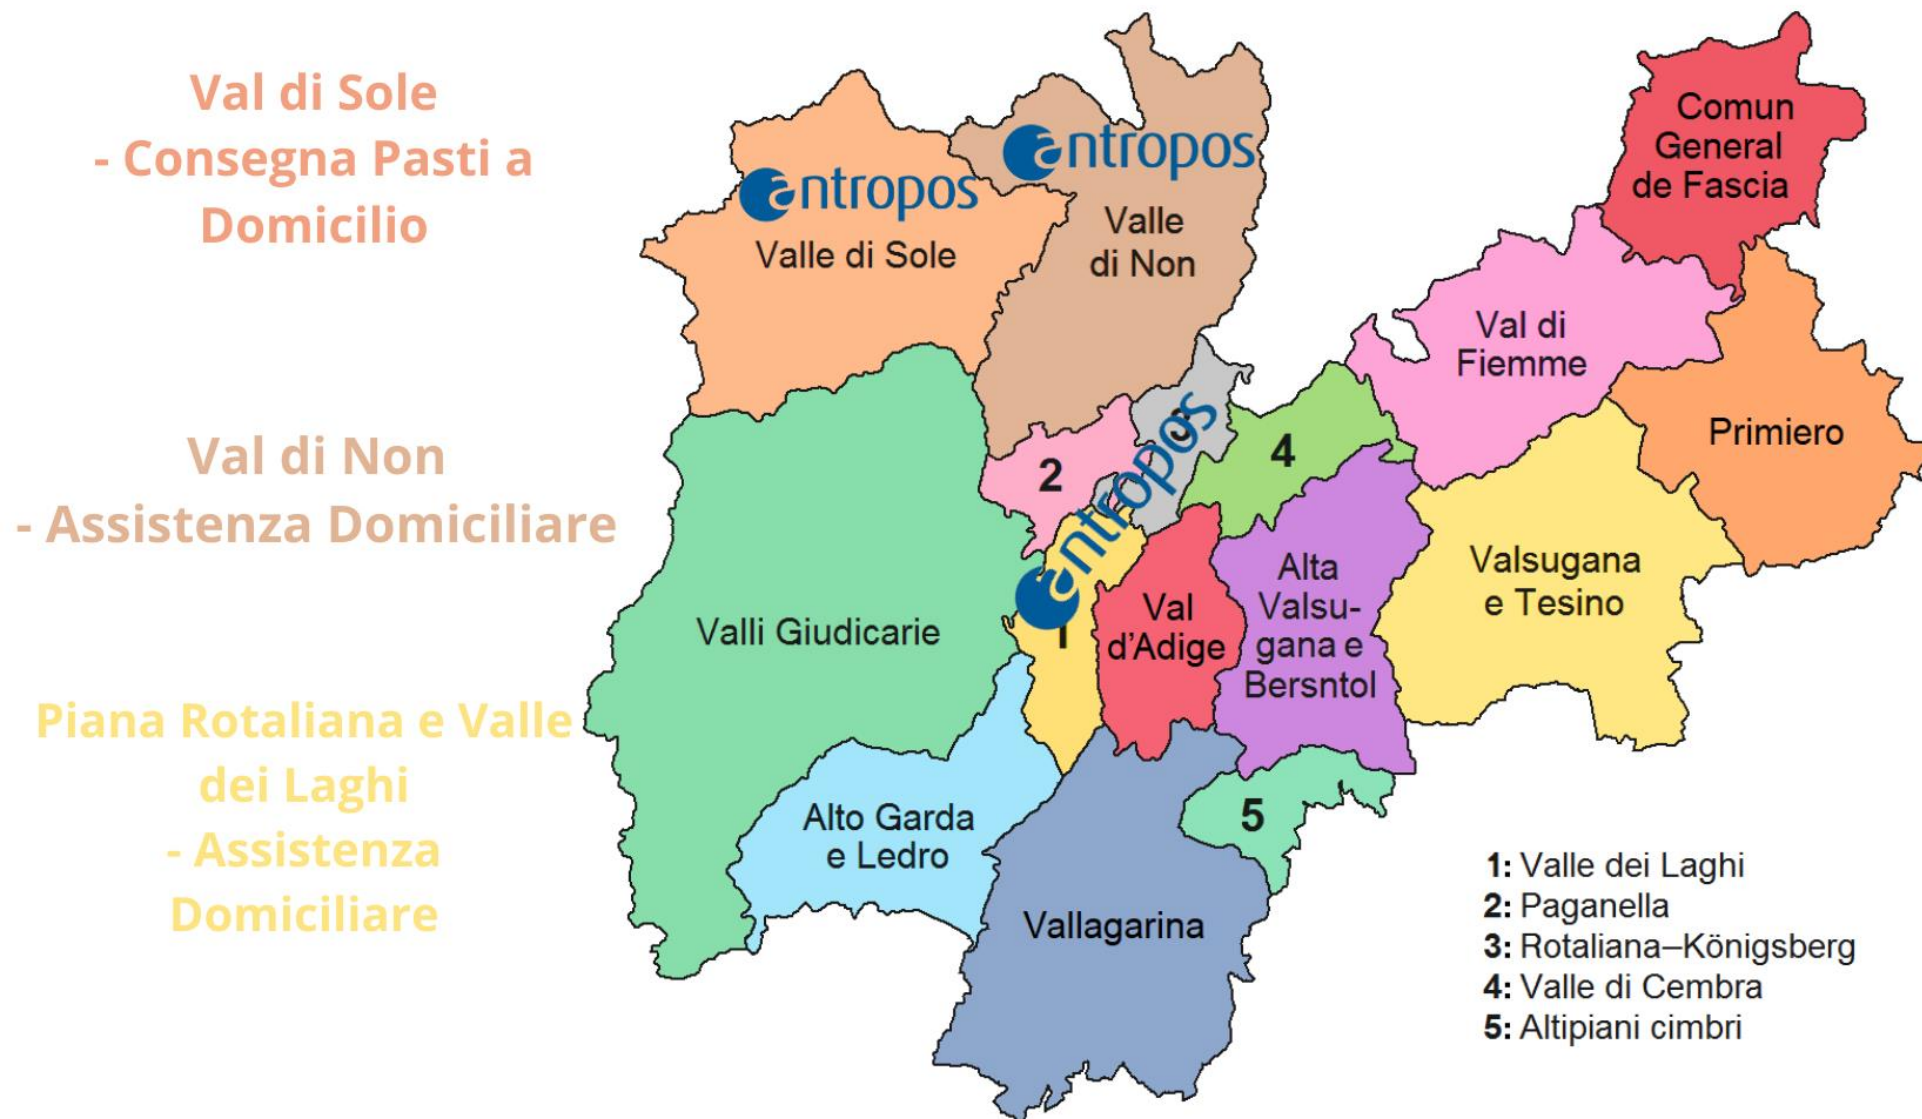 Val di Sole
- Consegna Pasti a
Domicilio
Val di Non
- Assistenza Domiciliare
Piana Rotaliana e Valle
dei Laghi
- Assistenza
Domiciliare
antropos
Valle di Sole
antropos
Valle
di Non
Comun
General
de Fascia
Val di
Fiemme
Primiero
2
3
antropos
4
1
Valli Giudicarie
Val
d'Adige
Alta
Valsu-
gana e
Bersntol
Valsugana
e Tesino
Alto Garda
e Ledro
5
Vallagarina
1: Valle dei Laghi
2: Paganella
3: Rotaliana–Königsberg
4: Valle di Cembra
5: Altipiani cimbri